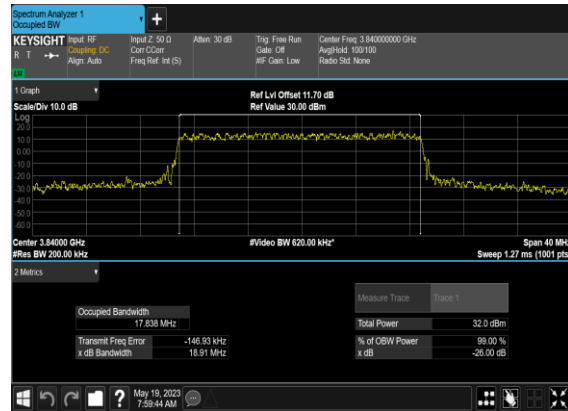 Spectrum Analyzer 1
Occupied BW
+
KEYSIGHT Input: RF Input Z: 50 Ω Atten: 30 dB Trig: Free Run Center Freq: 3.840000000 GHz
R T Coupling: DC Corr CCorr Gate: Off Avg|Hold: 100/100
Align: Auto Freq Ref: Int (S) #IF Gain: Low Radio Std: None
1 Graph
Ref Lvl Offset 11.70 dB
Scale/Div 10.0 dB Ref Value 30.00 dBm
Log
20.0
10.0
0.00
-10.0
-20.0
-30.0
-40.0
-50.0
-60.0
Center 3.84000 GHz #Video BW 620.00 kHz* Span 40 MHz
#Res BW 200.00 kHz Sweep 1.27 ms (1001 pts)
2 Metrics
Measure Trace Trace 1
Occupied Bandwidth
17.838 MHz Total Power 32.0 dBm
Transmit Freq Error -146.93 kHz % of OBW Power 99.00 %
x dB Bandwidth 18.91 MHz x dB -26.00 dB
? May 19, 2023
7:59:44 AM